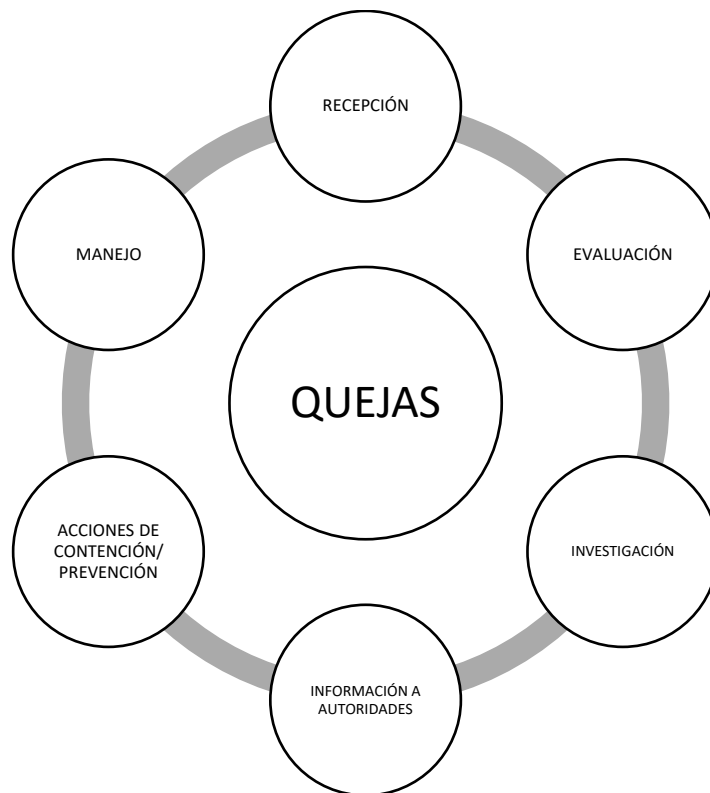 RECEPCIÓN
EVALUACIÓN
INVESTIGACIÓN
INFORMACIÓN A
AUTORIDADES
ACCIONES DE
CONTENCIÓN/
PREVENCIÓN
MANEJO
QUEJAS